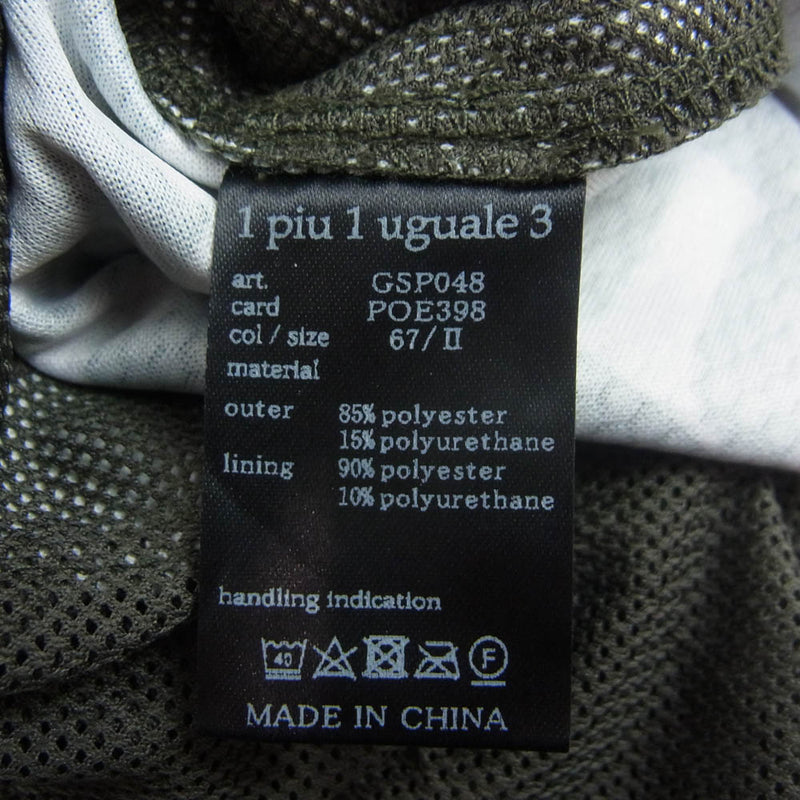 1 piu 1 uguale 3
art. GSP048
card POE398
col / size 67/Ⅱ
material
outer 85% polyester
15% polyurethane
lining 90% polyester
10% polyurethane
handling indication
40 F
MADE IN CHINA